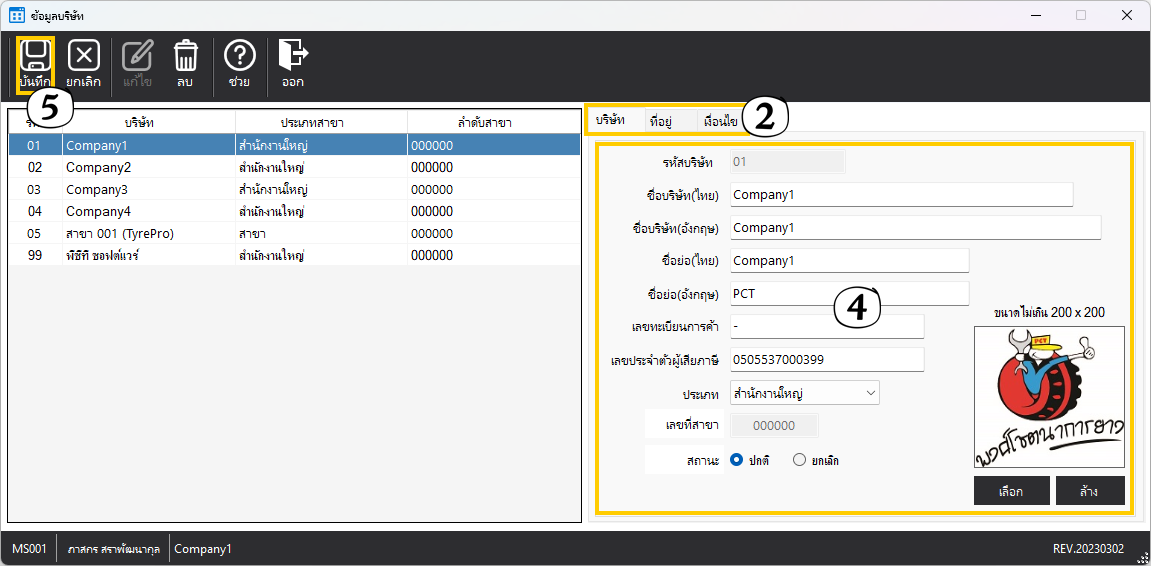 ข้อมูลบริษัท
บันทึก ยกเลิก แก้ไข ลบ ช่วย ออก
5
บริษัท ประเภทสาขา ลำดับสาขา
01 Company1 สำนักงานใหญ่ 000000
02 Company2 สำนักงานใหญ่ 000000
03 Company3 สำนักงานใหญ่ 000000
04 Company4 สำนักงานใหญ่ 000000
05 สาขา 001 (TyrePro) สาขา 000000
99 พีซีที ซอฟต์แวร์ สำนักงานใหญ่ 000000
บริษัท ที่อยู่ เงื่อนไข 2
รหัสบริษัท 01
ชื่อบริษัท(ไทย) Company1
ชื่อบริษัท(อังกฤษ) Company1
ชื่อย่อ(ไทย) Company1
ชื่อย่อ(อังกฤษ) PCT
4
เลขทะเบียนการค้า -
เลขประจำตัวผู้เสียภาษี 0505537000399
ประเภท สำนักงานใหญ่
เลขที่สาขา 000000
สถานะ ปกติ ยกเลิก
ขนาดไม่เกิน 200 x 200
PCT
พงศ์โชตนาการยาง
เลือก ล้าง
MS001 ภาสกร สราพัฒนากุล Company1 REV.20230302